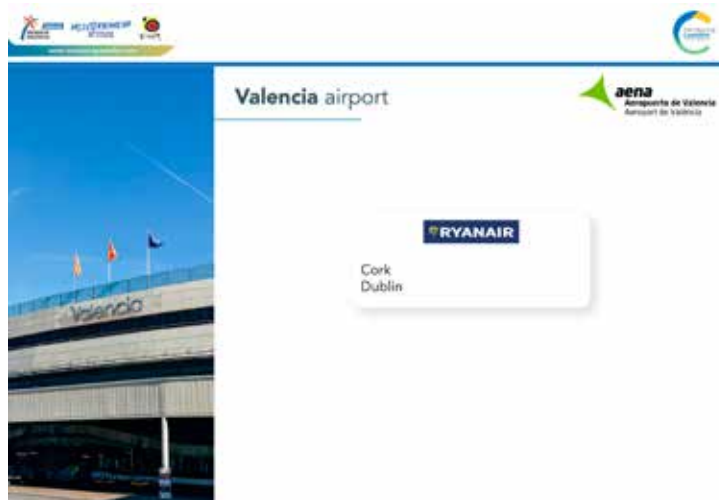 Valencia airport
aena
Aeropuerto de Valencia
Aeroport de València
RYANAIR
Cork
Dublin
Valencia